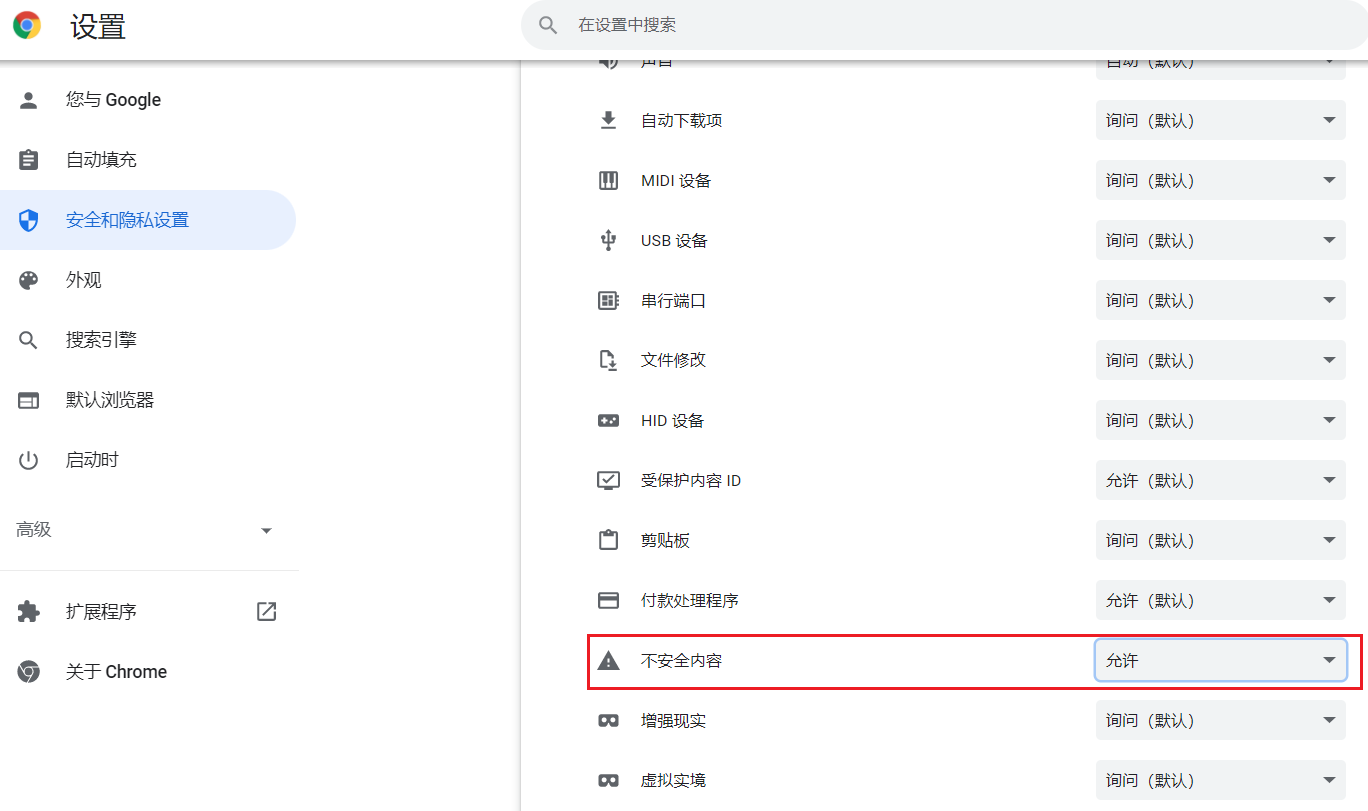 设置
在设置中搜索
您与 Google
自动填充
安全和隐私设置
外观
搜索引擎
默认浏览器
启动时
高级
扩展程序
关于 Chrome
声音 自动（默认）
自动下载项 询问（默认）
MIDI 设备 询问（默认）
USB 设备 询问（默认）
串行端口 询问（默认）
文件修改 询问（默认）
HID 设备 询问（默认）
受保护内容 ID 允许（默认）
剪贴板 询问（默认）
付款处理程序 允许（默认）
不安全内容 允许
增强现实 询问（默认）
虚拟实境 询问（默认）